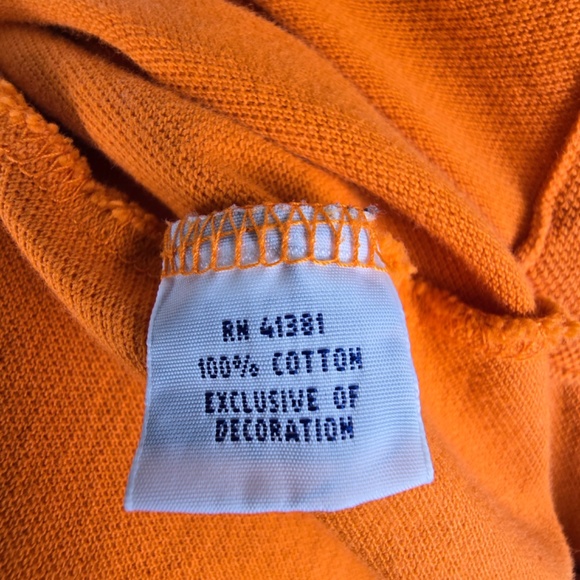 RN 41381
100% COTTON
EXCLUSIVE OF
DECORATION